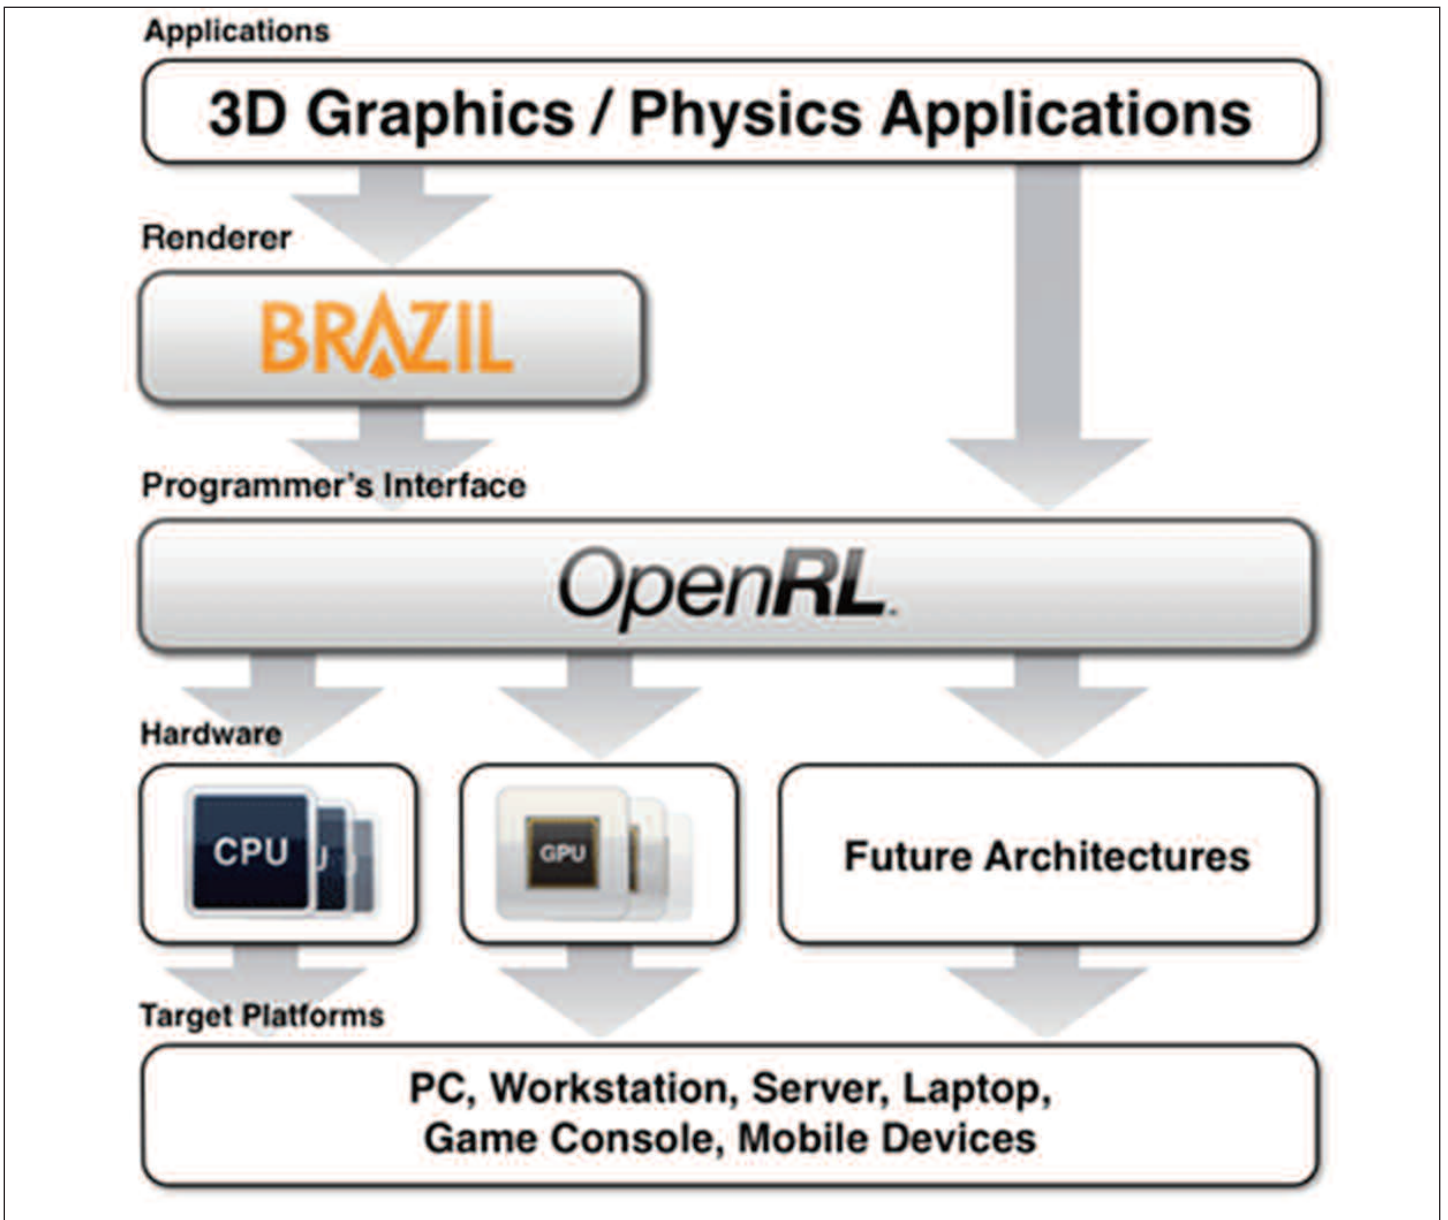 Applications
3D Graphics / Physics Applications
Renderer
BRAZIL
Programmer's Interface
OpenRL
Hardware
CPU
GPU
Future Architectures
Target Platforms
PC, Workstation, Server, Laptop,
Game Console, Mobile Devices